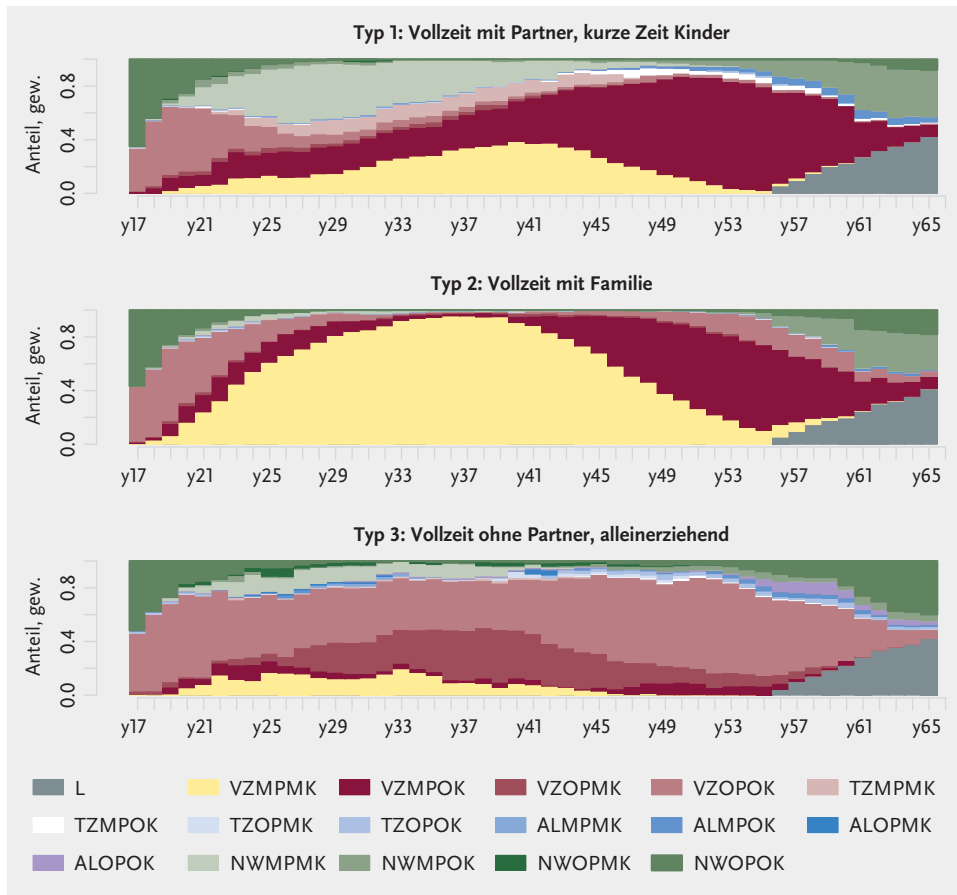 Typ 1: Vollzeit mit Partner, kurze Zeit Kinder
Anteil, gew.
0.8
0.4
0.0
y17 y21 y25 y29 y33 y37 y41 y45 y49 y53 y57 y61 y65
Typ 2: Vollzeit mit Familie
Anteil, gew.
0.8
0.4
0.0
y17 y21 y25 y29 y33 y37 y41 y45 y49 y53 y57 y61 y65
Typ 3: Vollzeit ohne Partner, alleinerziehend
Anteil, gew.
0.8
0.4
0.0
y17 y21 y25 y29 y33 y37 y41 y45 y49 y53 y57 y61 y65
L VZMPMK VZMPOK VZOPMK VZOPOK TZMPMK
TZMPOK TZOPMK TZOPOK ALMPMK ALMPOK ALOPMK
ALOPOK NWMPMK NWMPOK NWOPMK NWOPOK